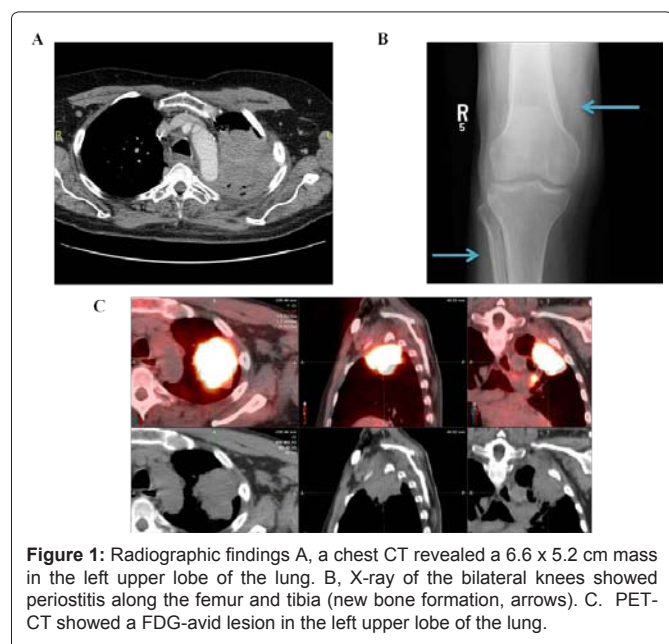 A
B
R
L
R
5
C
Figure 1: Radiographic findings A, a chest CT revealed a 6.6 x 5.2 cm mass
in the left upper lobe of the lung. B, X-ray of the bilateral knees showed
periostitis along the femur and tibia (new bone formation, arrows). C. PET-
CT showed a FDG-avid lesion in the left upper lobe of the lung.